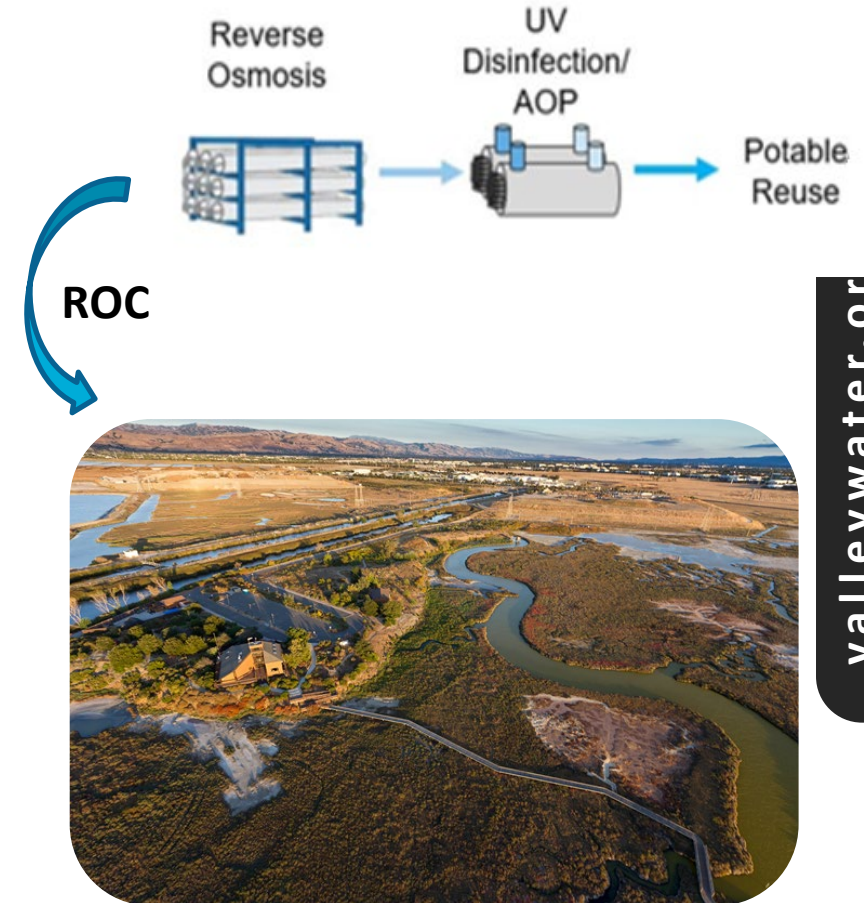 Reverse
Osmosis
UV
Disinfection/
AOP
Potable
Reuse
ROC
valleywater.or